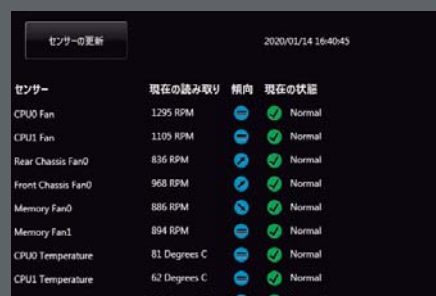 センサーの更新 2020/01/14 16:40:45
センサー 現在の読み取り 傾向 現在の状態
CPU0 Fan 1295 RPM Normal
CPU1 Fan 1105 RPM Normal
Rear Chassis Fan0 836 RPM Normal
Front Chassis Fan0 968 RPM Normal
Memory Fan0 886 RPM Normal
Memory Fan1 894 RPM Normal
CPU0 Temperature 81 Degrees C Normal
CPU1 Temperature 62 Degrees C Normal